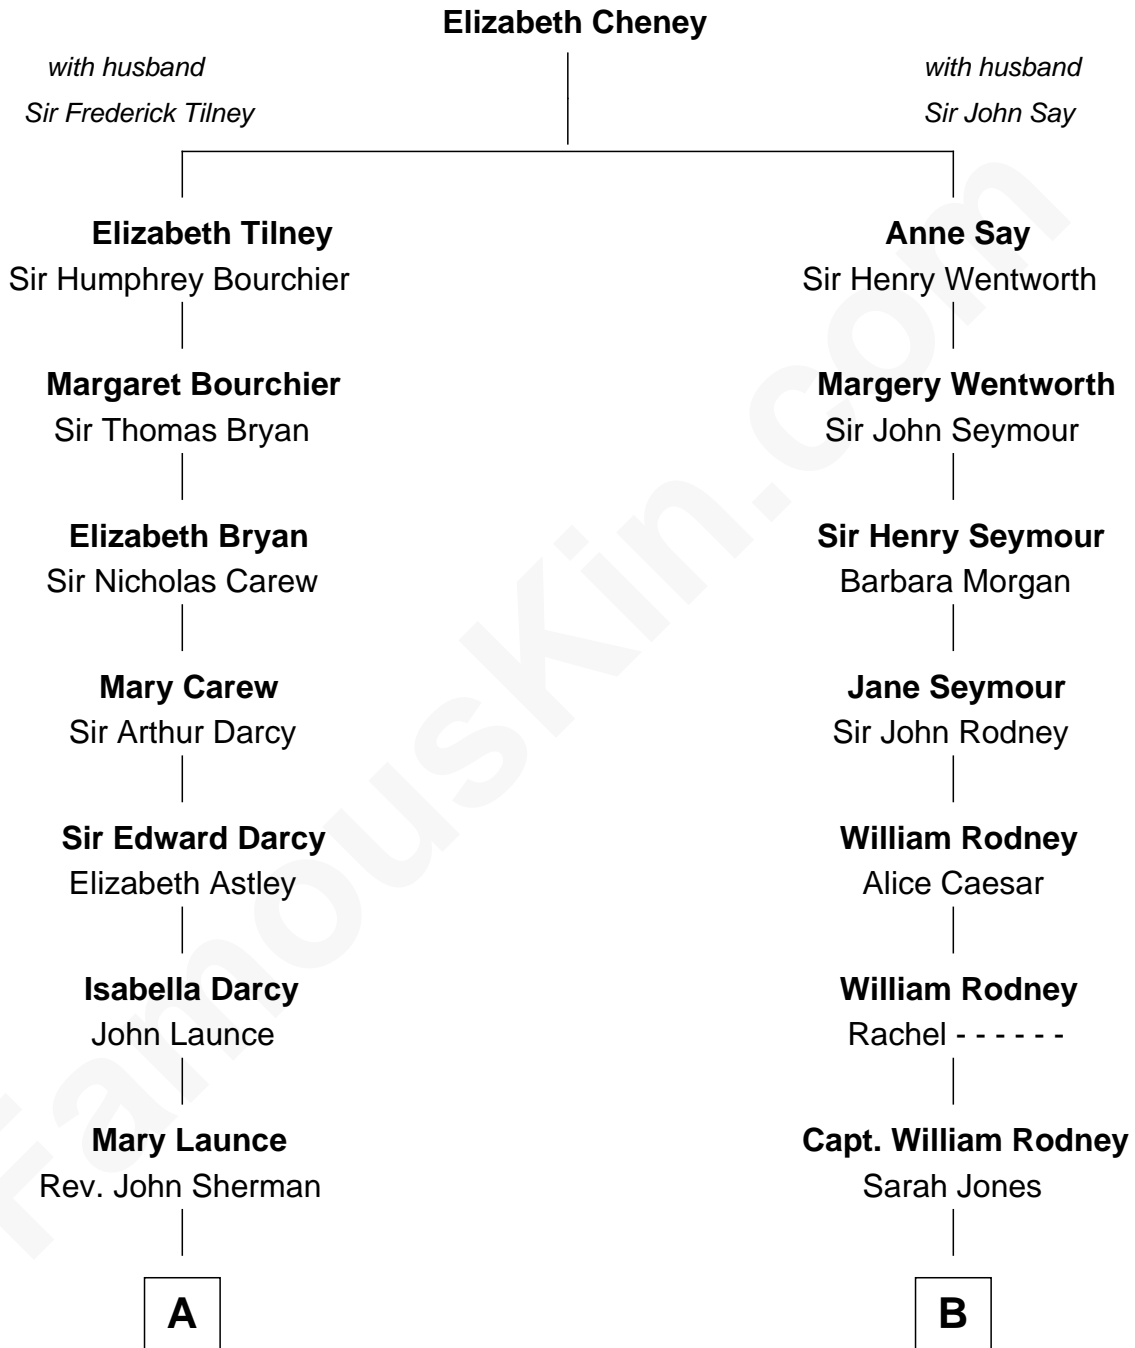 Elizabeth Cheney
with husband
Sir Frederick Tilney
with husband
Sir John Say
Elizabeth Tilney
Sir Humphrey Bourchier
Anne Say
Sir Henry Wentworth
Margaret Bourchier
Sir Thomas Bryan
Margery Wentworth
Sir John Seymour
Elizabeth Bryan
Sir Nicholas Carew
Sir Henry Seymour
Barbara Morgan
Mary Carew
Sir Arthur Darcy
Jane Seymour
Sir John Rodney
Sir Edward Darcy
Elizabeth Astley
William Rodney
Alice Caesar
Isabella Darcy
John Launce
William Rodney
Rachel - - - - - -
Mary Launce
Rev. John Sherman
Capt. William Rodney
Sarah Jones
A
B
FamousKin.com